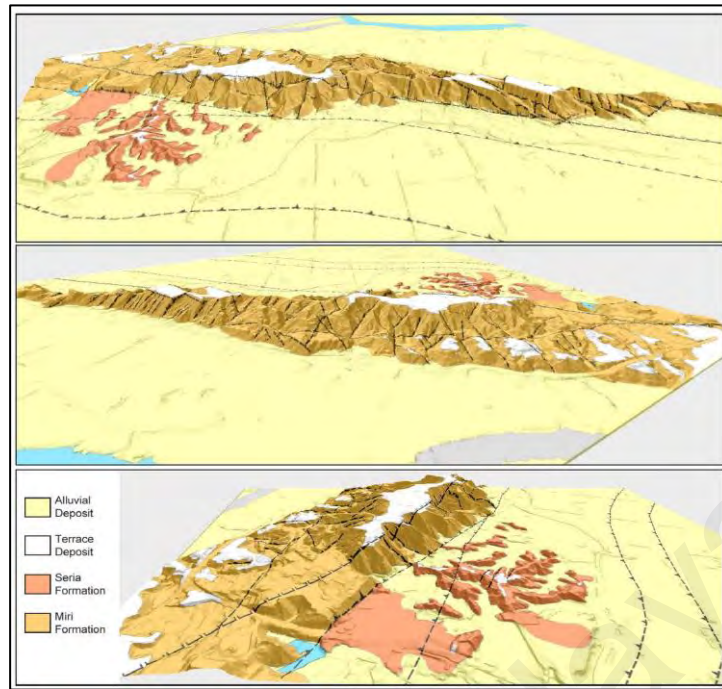 Alluvial
Deposit
Terrace
Deposit
Seria
Formation
Miri
Formation